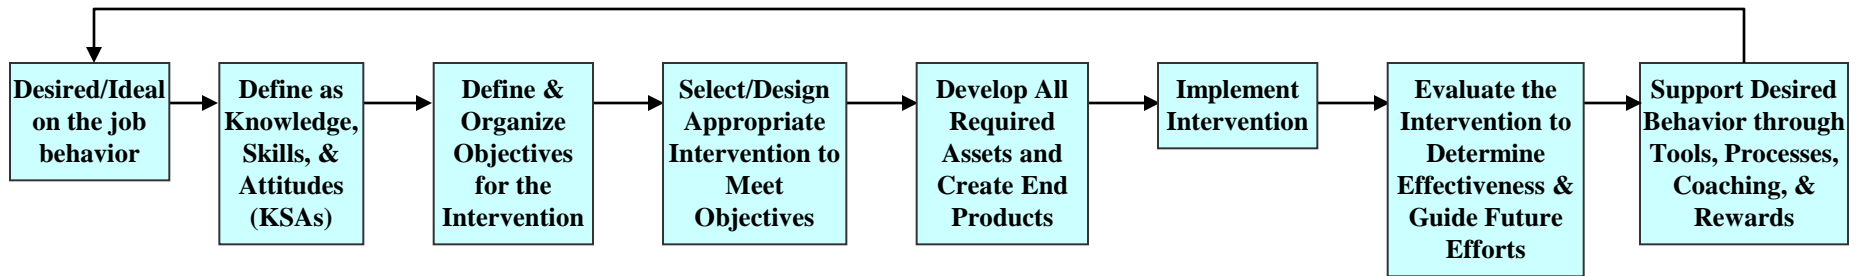 Desired/Ideal
on the job
behavior
Define as
Knowledge,
Skills, &
Attitudes
(KSAs)
Define &
Organize
Objectives
for the
Intervention
Select/Design
Appropriate
Intervention to
Meet
Objectives
Develop All
Required
Assets and
Create End
Products
Implement
Intervention
Evaluate the
Intervention to
Determine
Effectiveness &
Guide Future
Efforts
Support Desired
Behavior through
Tools, Processes,
Coaching, &
Rewards